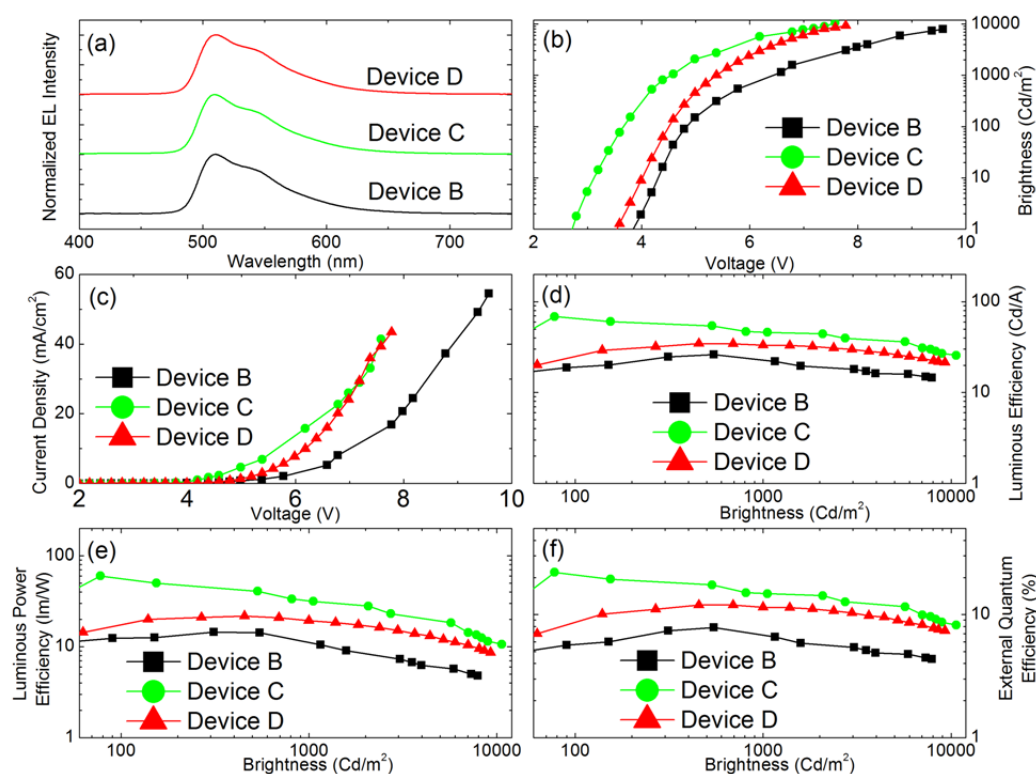 (a)
Normalized EL Intensity
Device D
Device C
Device B
400 500 600 700
Wavelength (nm)
(b)
10000
1000
100
10
1
Brightness (Cd/m²)
Device B
Device C
Device D
2 4 6 8 10
Voltage (V)
(c)
60
40
20
0
Current Density (mA/cm²)
Device B
Device C
Device D
2 4 6 8 10
Voltage (V)
(d)
100
10
1
Luminous Efficiency (Cd/A)
Device B
Device C
Device D
100 1000 10000
Brightness (Cd/m²)
(e)
100
10
1
Luminous Power
Efficiency (lm/W)
Device B
Device C
Device D
100 1000 10000
Brightness (Cd/m²)
(f)
10
1
External Quantum
Efficiency (%)
Device B
Device C
Device D
100 1000 10000
Brightness (Cd/m²)